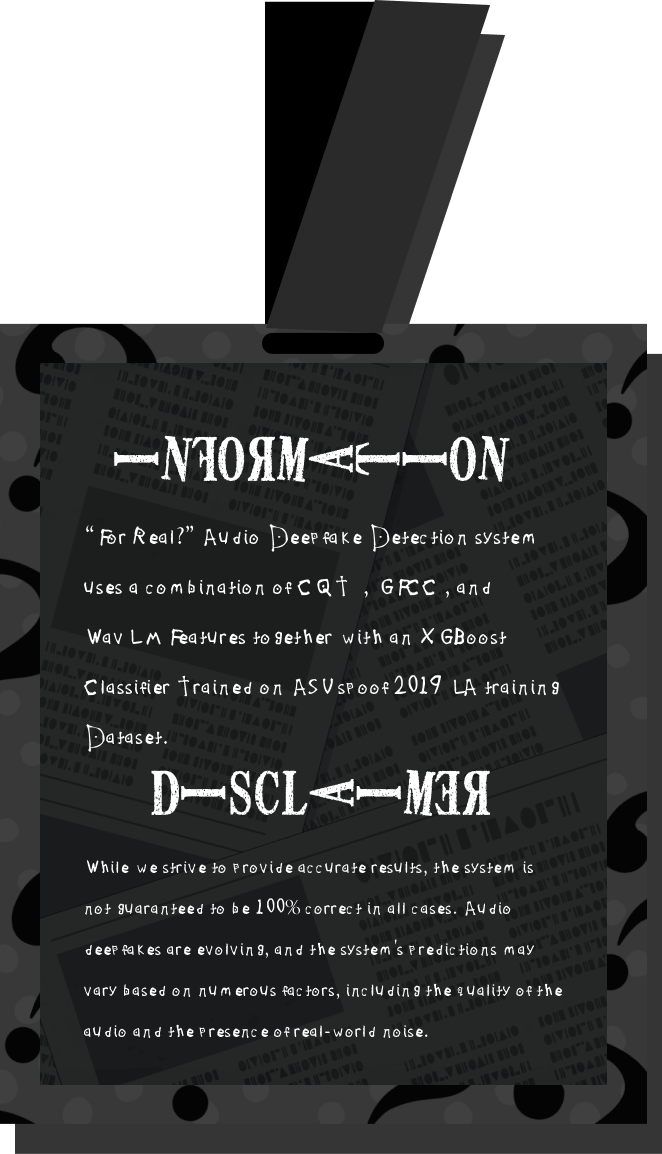 INFORMATION
“For Real?” Audio Deepfake Detection system
uses a combination of CQT , GFCC , and
WavLM Features together with an XGBoost
Classifier Trained on ASVspoof 2019 LA training
Dataset.
DISCLAIMER
While we strive to provide accurate results, the system is
not guaranteed to be 100% correct in all cases. Audio
deepfakes are evolving, and the system's predictions may
vary based on numerous factors, including the quality of the
audio and the presence of real-world noise.